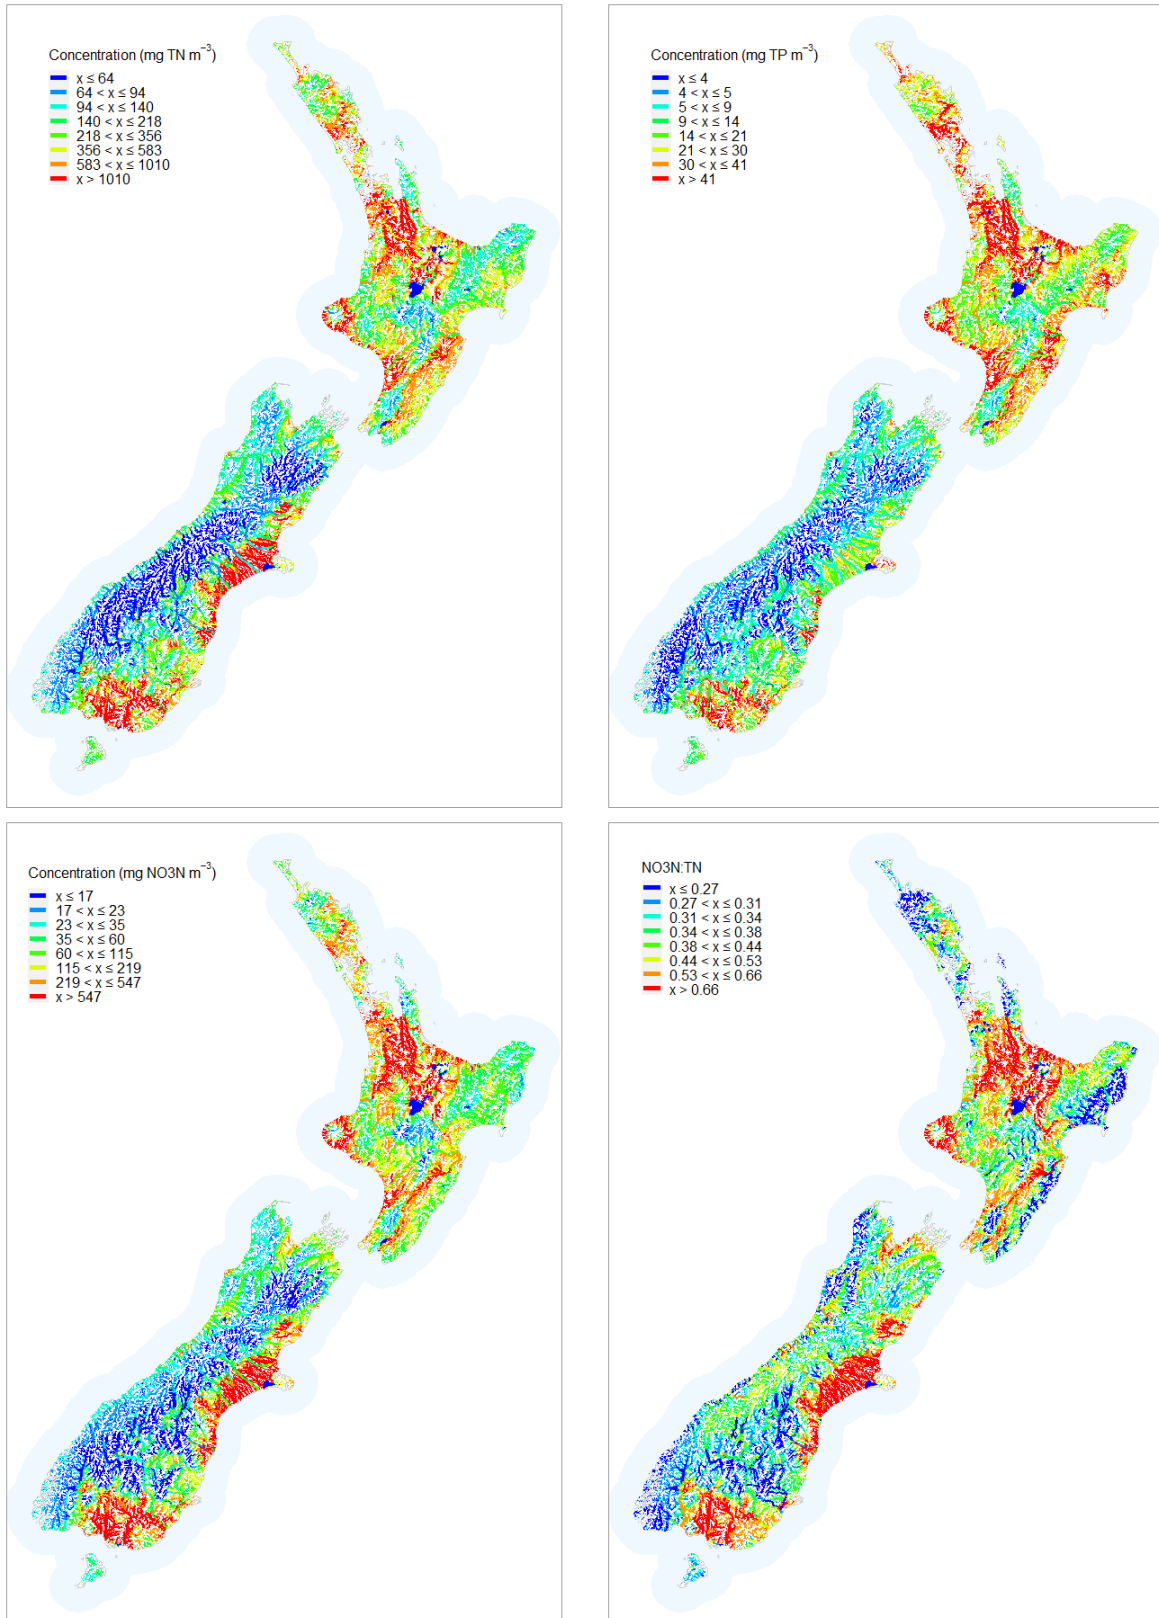 Concentration (mg TN m⁻³)
x ≤ 64
64 < x ≤ 94
94 < x ≤ 140
140 < x ≤ 218
218 < x ≤ 356
356 < x ≤ 583
583 < x ≤ 1010
x > 1010
Concentration (mg TP m⁻³)
x ≤ 4
4 < x ≤ 5
5 < x ≤ 9
9 < x ≤ 14
14 < x ≤ 21
21 < x ≤ 30
30 < x ≤ 41
x > 41
Concentration (mg NO3N m⁻³)
x ≤ 17
17 < x ≤ 23
23 < x ≤ 35
35 < x ≤ 60
60 < x ≤ 115
115 < x ≤ 219
219 < x ≤ 547
x > 547
NO3N:TN
x ≤ 0.27
0.27 < x ≤ 0.31
0.31 < x ≤ 0.34
0.34 < x ≤ 0.38
0.38 < x ≤ 0.44
0.44 < x ≤ 0.53
0.53 < x ≤ 0.66
x > 0.66